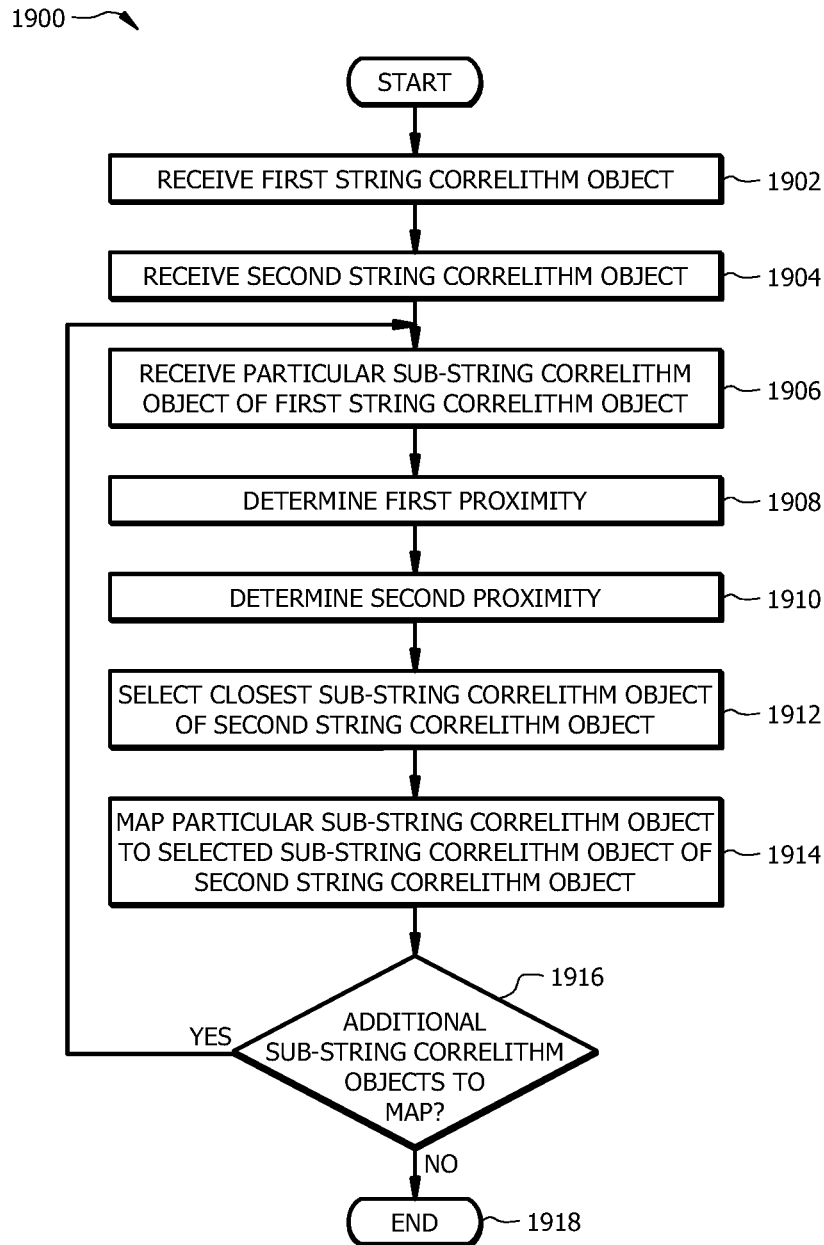 1900
START
RECEIVE FIRST STRING CORRELITHM OBJECT
1902
RECEIVE SECOND STRING CORRELITHM OBJECT
1904
RECEIVE PARTICULAR SUB-STRING CORRELITHM
OBJECT OF FIRST STRING CORRELITHM OBJECT
1906
DETERMINE FIRST PROXIMITY
1908
DETERMINE SECOND PROXIMITY
1910
SELECT CLOSEST SUB-STRING CORRELITHM OBJECT
OF SECOND STRING CORRELITHM OBJECT
1912
MAP PARTICULAR SUB-STRING CORRELITHM OBJECT
TO SELECTED SUB-STRING CORRELITHM OBJECT OF
SECOND STRING CORRELITHM OBJECT
1914
1916
YES
ADDITIONAL
SUB-STRING CORRELITHM
OBJECTS TO
MAP?
NO
END
1918